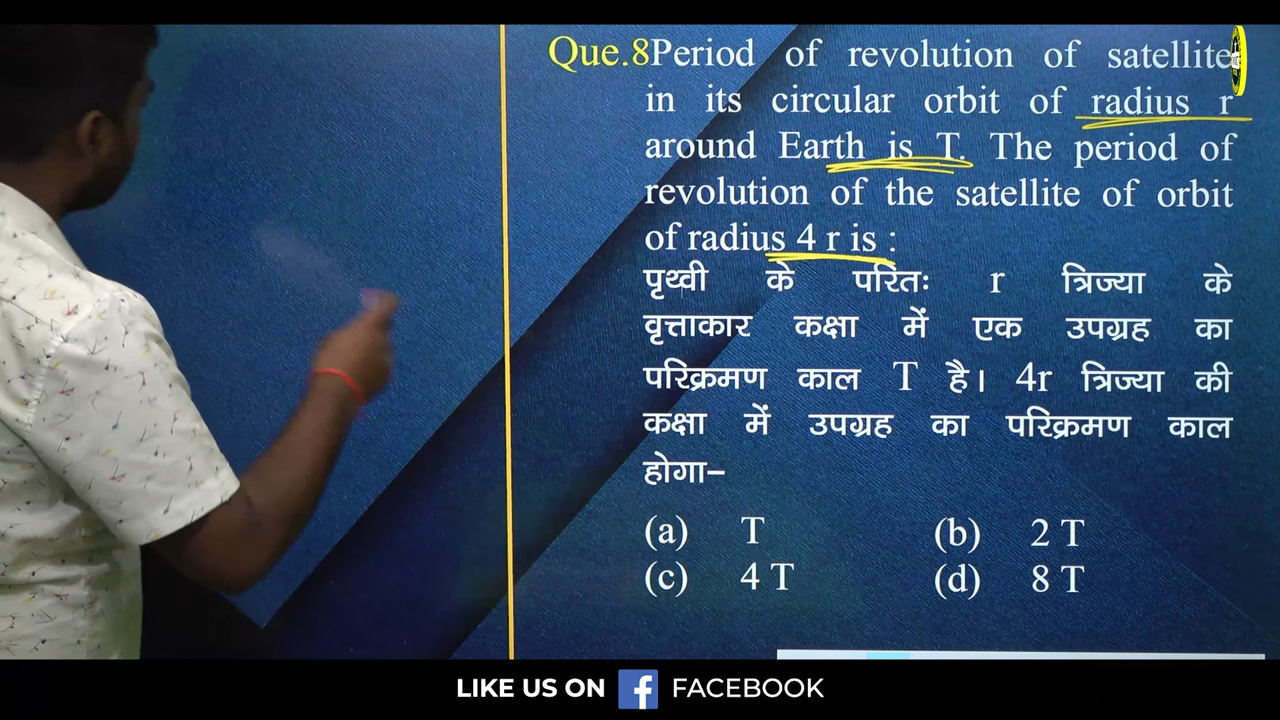 Que.8Period of revolution of satellite
in its circular orbit of radius r
around Earth is T. The period of
revolution of the satellite of orbit
of radius 4 r is :
पृथ्वी के परितः r त्रिज्या के
वृत्ताकार कक्षा में एक उपग्रह का
परिक्रमण काल T है। 4r त्रिज्या की
कक्षा में उपग्रह का परिक्रमण काल
होगा–
(a) T (b) 2 T
(c) 4 T (d) 8 T
LIKE US ON f FACEBOOK